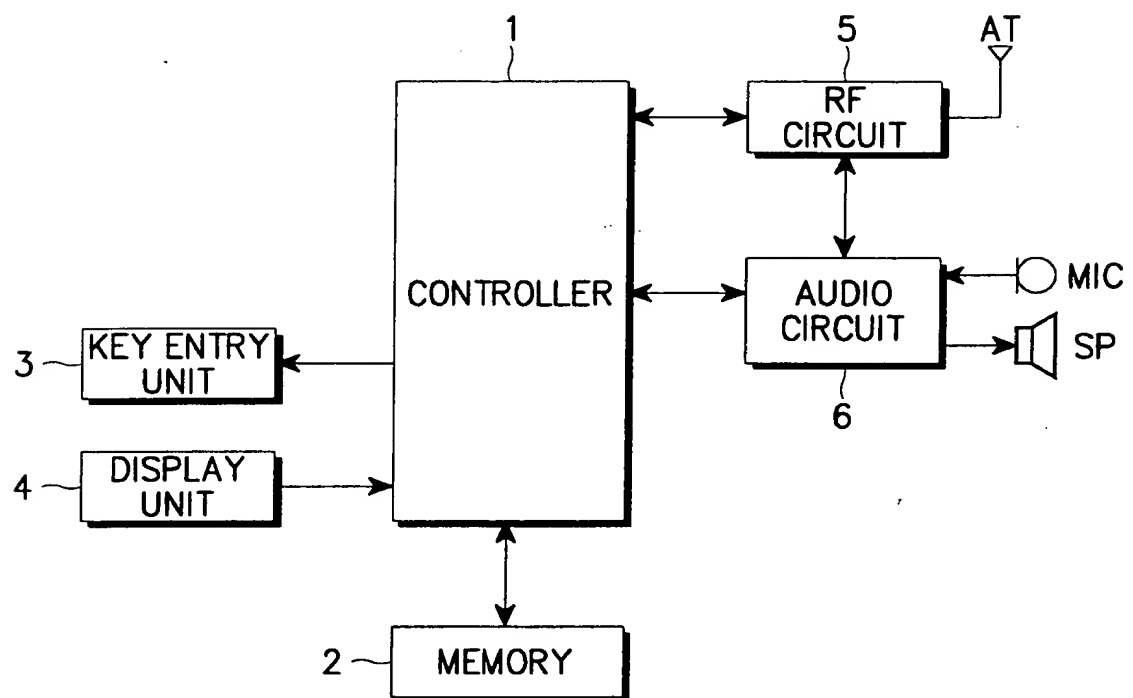 1
5
AT
RF
CIRCUIT
CONTROLLER
AUDIO
CIRCUIT
MIC
SP
6
3
KEY ENTRY
UNIT
4
DISPLAY
UNIT
2
MEMORY